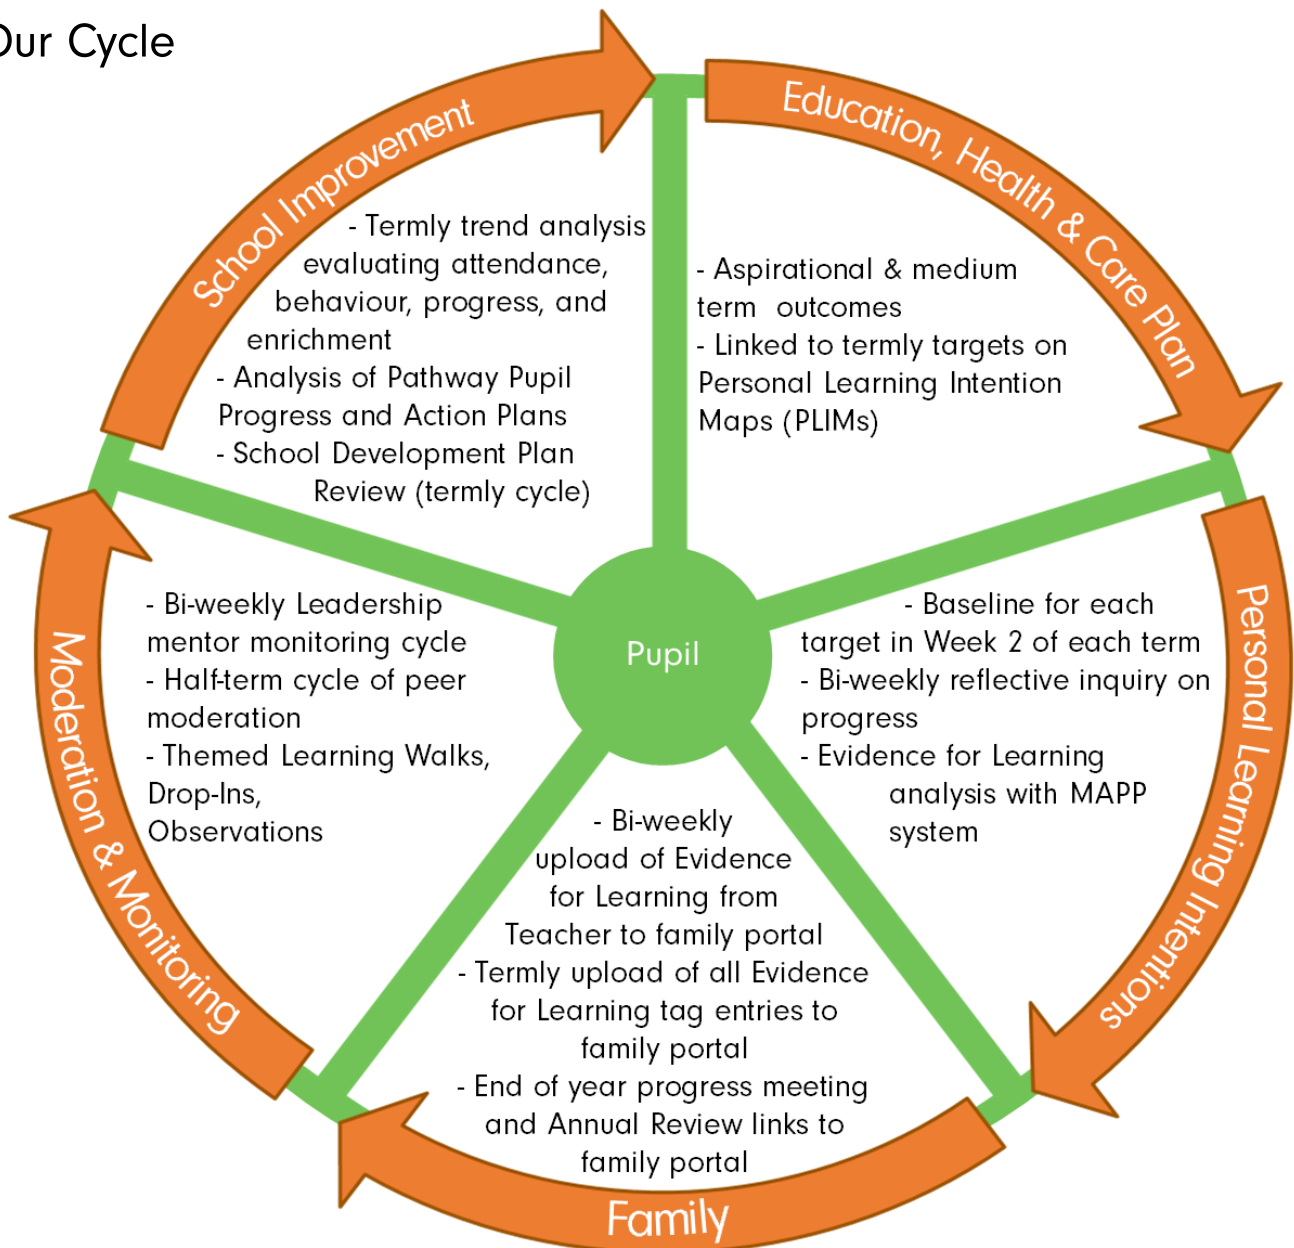 Our Cycle
School Improvement
- Termly trend analysis
evaluating attendance,
behaviour, progress, and
enrichment
- Analysis of Pathway Pupil
Progress and Action Plans
- School Development Plan
Review (termly cycle)
Education, Health & Care Plan
- Aspirational & medium
term outcomes
- Linked to termly targets on
Personal Learning Intention
Maps (PLIMs)
Personal Learning Intentions
- Baseline for each
target in Week 2 of each term
- Bi-weekly reflective inquiry on
progress
- Evidence for Learning
analysis with MAPP
system
Family
- Bi-weekly
upload of Evidence
for Learning from
Teacher to family portal
- Termly upload of all Evidence
for Learning tag entries to
family portal
- End of year progress meeting
and Annual Review links to
family portal
Moderation & Monitoring
- Bi-weekly Leadership
mentor monitoring cycle
- Half-term cycle of peer
moderation
- Themed Learning Walks,
Drop-Ins,
Observations
Pupil